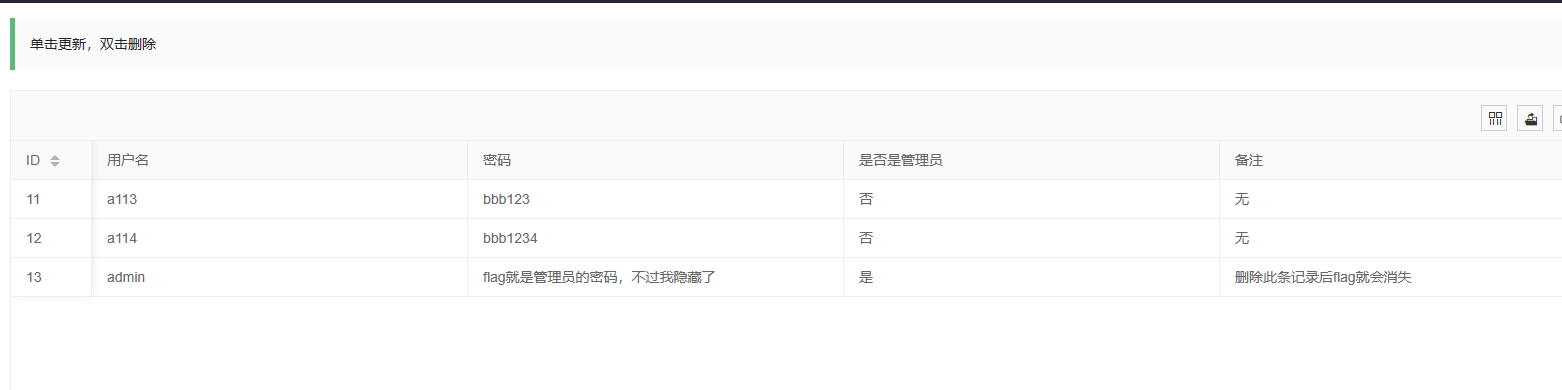 单击更新，双击删除
ID 用户名 密码 是否是管理员 备注
11 a113 bbb123 否 无
12 a114 bbb1234 否 无
13 admin flag就是管理员的密码，不过我隐藏了 是 删除此条记录后flag就会消失